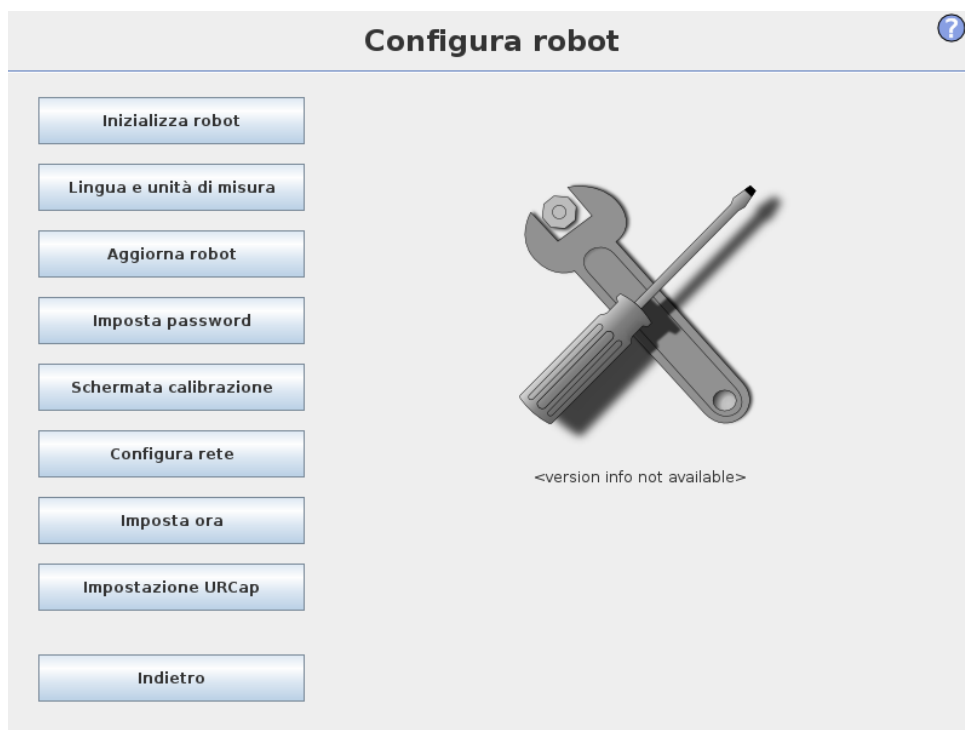 Configura robot
?
Inizializza robot
Lingua e unità di misura
Aggiorna robot
Imposta password
Schermata calibrazione
Configura rete
Imposta ora
Impostazione URCap
Indietro
<version info not available>